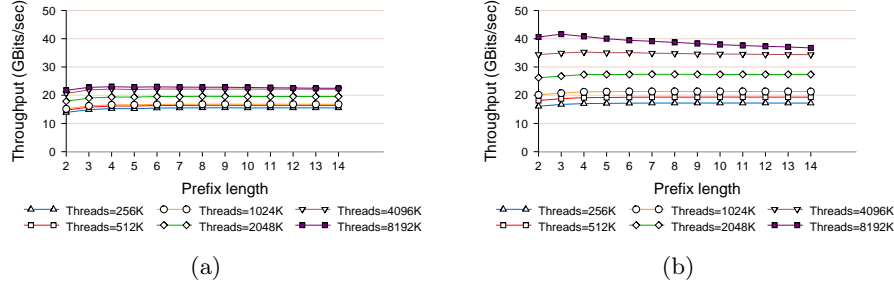 Throughput (GBits/sec)
50
40
30
20
10
0
2 3 4 5 6 7 8 9 10 11 12 13 14
Prefix length
Threads=256K Threads=1024K Threads=4096K
Threads=512K Threads=2048K Threads=8192K
(a)
Throughput (GBits/sec)
50
40
30
20
10
0
2 3 4 5 6 7 8 9 10 11 12 13 14
Prefix length
Threads=256K Threads=1024K Threads=4096K
Threads=512K Threads=2048K Threads=8192K
(b)